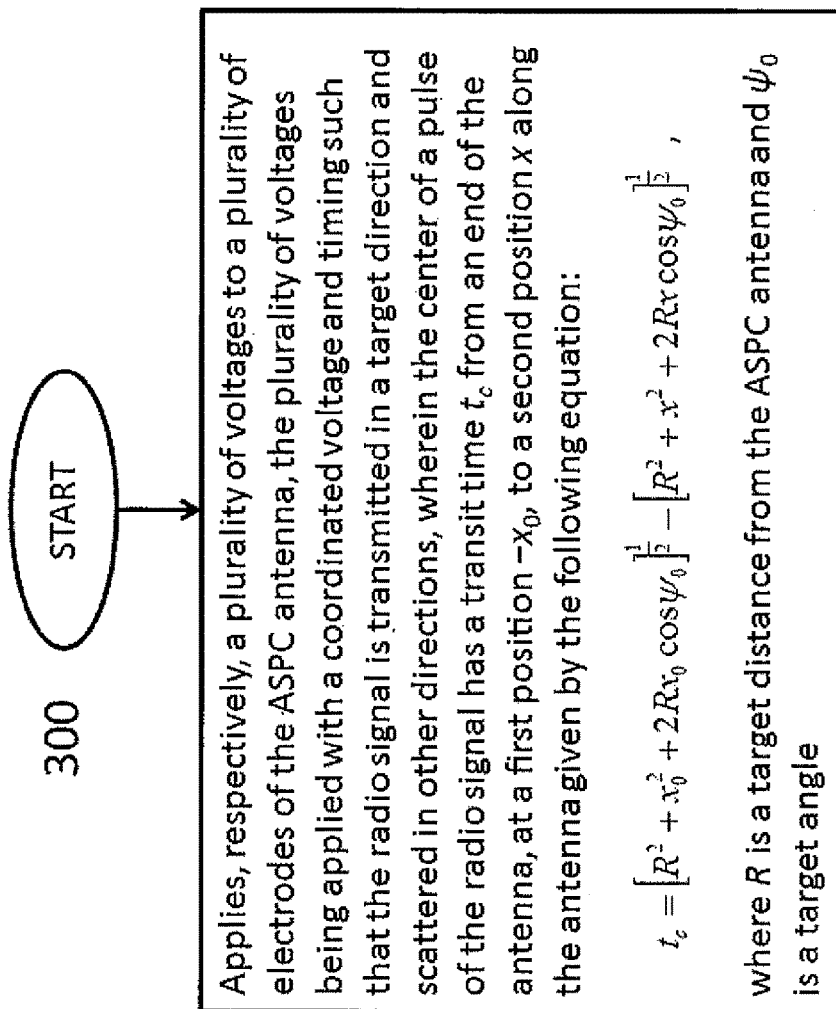 300
START
Applies, respectively, a plurality of voltages to a plurality of
electrodes of the ASPC antenna, the plurality of voltages
being applied with a coordinated voltage and timing such
that the radio signal is transmitted in a target direction and
scattered in other directions, wherein the center of a pulse
of the radio signal has a transit time t_c from an end of the
antenna, at a first position −x_0, to a second position x along
the antenna given by the following equation:
t_c = [R^2 + x_0^2 + 2Rx_0 cosψ_0]^{1/2} − [R^2 + x^2 + 2Rx cosψ_0]^{1/2} ,
where R is a target distance from the ASPC antenna and ψ_0
is a target angle